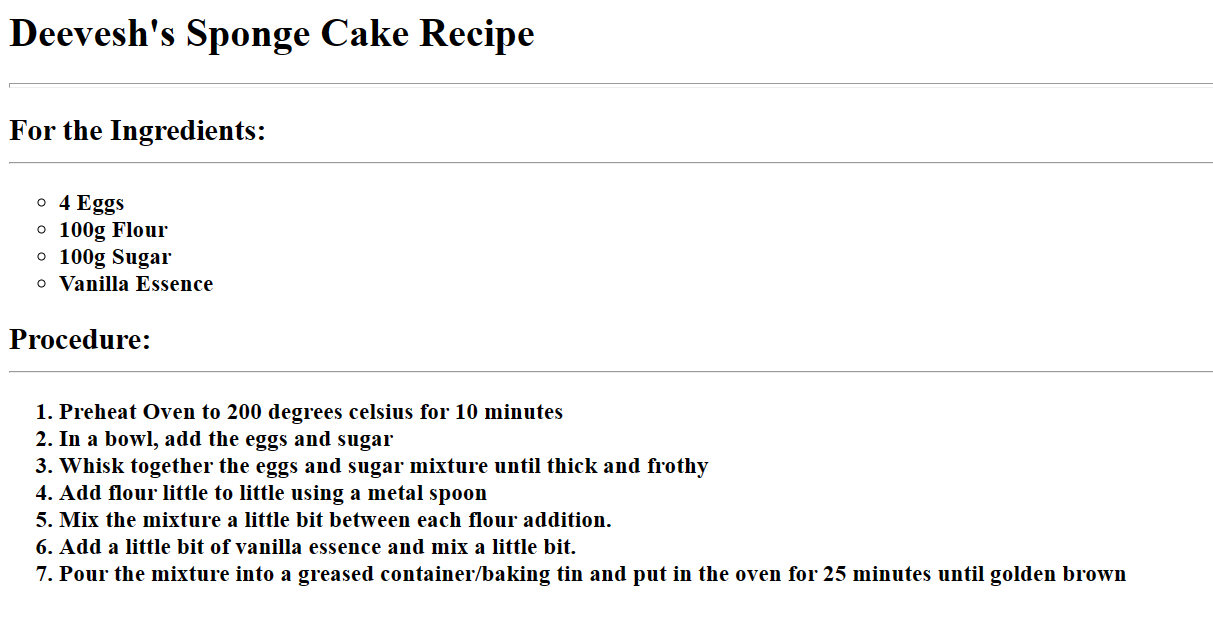 Deevesh's Sponge Cake Recipe
For the Ingredients:
4 Eggs
100g Flour
100g Sugar
Vanilla Essence
Procedure:
1. Preheat Oven to 200 degrees celsius for 10 minutes
2. In a bowl, add the eggs and sugar
3. Whisk together the eggs and sugar mixture until thick and frothy
4. Add flour little to little using a metal spoon
5. Mix the mixture a little bit between each flour addition.
6. Add a little bit of vanilla essence and mix a little bit.
7. Pour the mixture into a greased container/baking tin and put in the oven for 25 minutes until golden brown